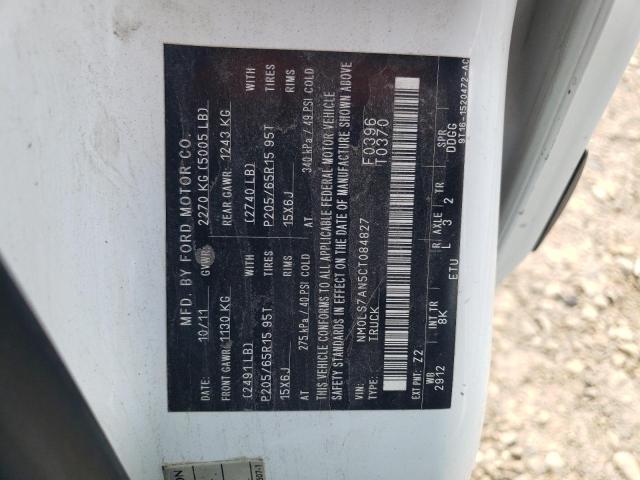 MFD. BY FORD MOTOR CO.
DATE: 10/11 GVWR: 2270 KG (5005 LB)
FRONT GAWR: 1130 KG REAR GAWR: 1243 KG
(2491 LB) WITH (2740 LB) WITH
P205/65R15 95T TIRES P205/65R15 95T TIRES
15X6J RIMS 15X6J RIMS
AT 275 kPa / 40 PSI COLD AT 340 kPa / 49 PSI COLD
THIS VEHICLE CONFORMS TO ALL APPLICABLE FEDERAL MOTOR VEHICLE
SAFETY STANDARDS IN EFFECT ON THE DATE OF MANUFACTURE SHOWN ABOVE
VIN: NM0LS7AN5CT084827 F0396
TYPE: TRUCK T0370
EXT PNT: Z2
WB INT TR R. AXLE TR SPR
2912 8K L 3 2 DDGG
ETU 9T16-1520472-AC